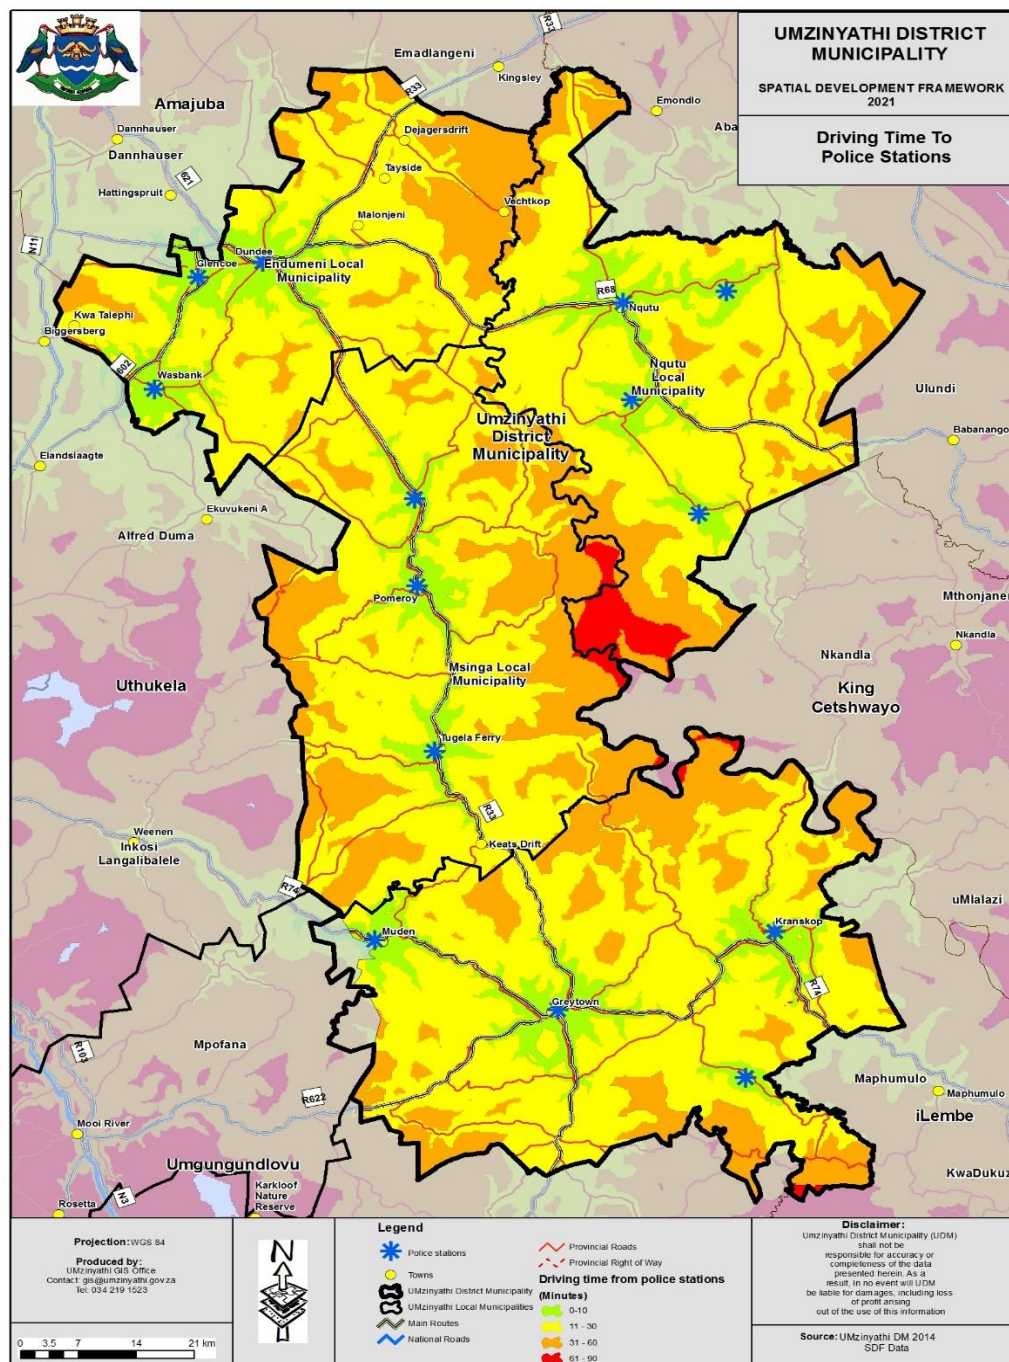 UMZINYATHI DISTRICT
MUNICIPALITY
SPATIAL DEVELOPMENT FRAMEWORK
2021
Driving Time To
Police Stations
R33
Emadlangeni
Kingsley
Amajuba
R33
Emondlo
Aba
Dannhauser
Dejagersdrift
Dannhauser
621
Tayside
Hattingspruit
Vechtkop
Malonjeni
N11
Dundee
Glencoe
Endumeni Local
Municipality
R68
Nqutu
Kwa Talephi
Biggersberg
602
Wasbank
Nqutu
Local
Municipality
Ulundi
Umzinyathi
District
Municipality
Babanango
Elandslaagte
Ekuvukeni A
Alfred Duma
Pomeroy
Mthonjaner
Nkandla
Nkandla
Msinga Local
Municipality
Uthukela
King
Cetshwayo
Tugela Ferry
R33
Weenen
Inkosi
Langalibalele
Keats Drift
R74
uMlalazi
Kranskop
Muden
R74
Greytown
R103
Mpofana
Maphumulo
Maphumulo
R622
iLembe
Mooi River
Umgungundlovu
KwaDukuz
Karkloof
Nature
Reserve
Rosetta
N3
Projection: WGS 84
Produced by:
UMzinyathi GIS Office
Contact: gis@umzinyathi.gov.za
Tel: 034 219 1523
0 3.5 7 14 21 km
N
Legend
Police stations
Towns
UMzinyathi District Municipality
UMzinyathi Local Municipalities
Main Routes
National Roads
Provincial Roads
Provincial Right of Way
Driving time from police stations
(Minutes)
0-10
11 - 30
31 - 60
61 - 90
Disclaimer:
Umzinyathi District Municipality (UDM)
shall not be
responsible for accuracy or
completeness of the data
presented herein. As a
result, in no event will UDM
be liable for damages, including loss
of profit arising
out of the use of this information
Source: UMzinyathi DM 2014
SDF Data